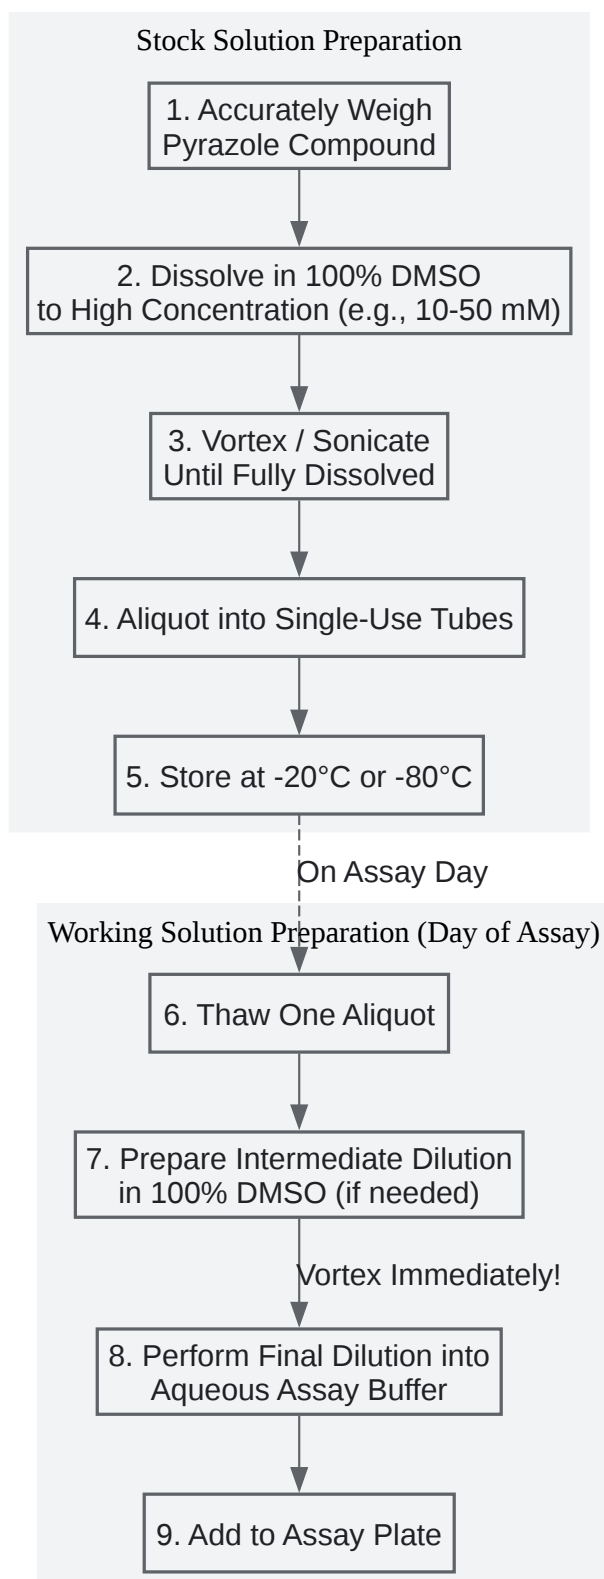 Stock Solution Preparation
1. Accurately Weigh
Pyrazole Compound
2. Dissolve in 100% DMSO
to High Concentration (e.g., 10-50 mM)
3. Vortex / Sonicate
Until Fully Dissolved
4. Aliquot into Single-Use Tubes
5. Store at -20°C or -80°C
On Assay Day
Working Solution Preparation (Day of Assay)
6. Thaw One Aliquot
7. Prepare Intermediate Dilution
in 100% DMSO (if needed)
Vortex Immediately!
8. Perform Final Dilution into
Aqueous Assay Buffer
9. Add to Assay Plate